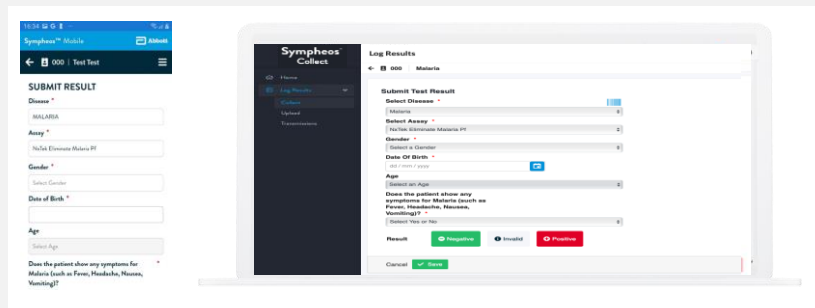 16:34
Sympheos™ Mobile
Abbott
000 | Test Test
SUBMIT RESULT
Disease *
MALARIA
Assay *
NxTek Eliminate Malaria Pf
Gender *
Select Gender
Date of Birth *
Age
Select Age
Does the patient show any symptoms for *
Malaria (such as Fever, Headache, Nausea,
Vomiting)?
Sympheos™
Collect
Home
Log Results
Collect
Upload
Transmissions
Log Results
000 Malaria
Submit Test Result
Select Disease *
Malaria
Select Assay *
NxTek Eliminate Malaria Pf
Gender *
Select a Gender
Date Of Birth *
dd / mm / yyyy
Age
Select an Age
Does the patient show any
symptoms for Malaria (such as
Fever, Headache, Nausea,
Vomiting)? *
Select Yes or No
Result Negative Invalid Positive
Cancel Save